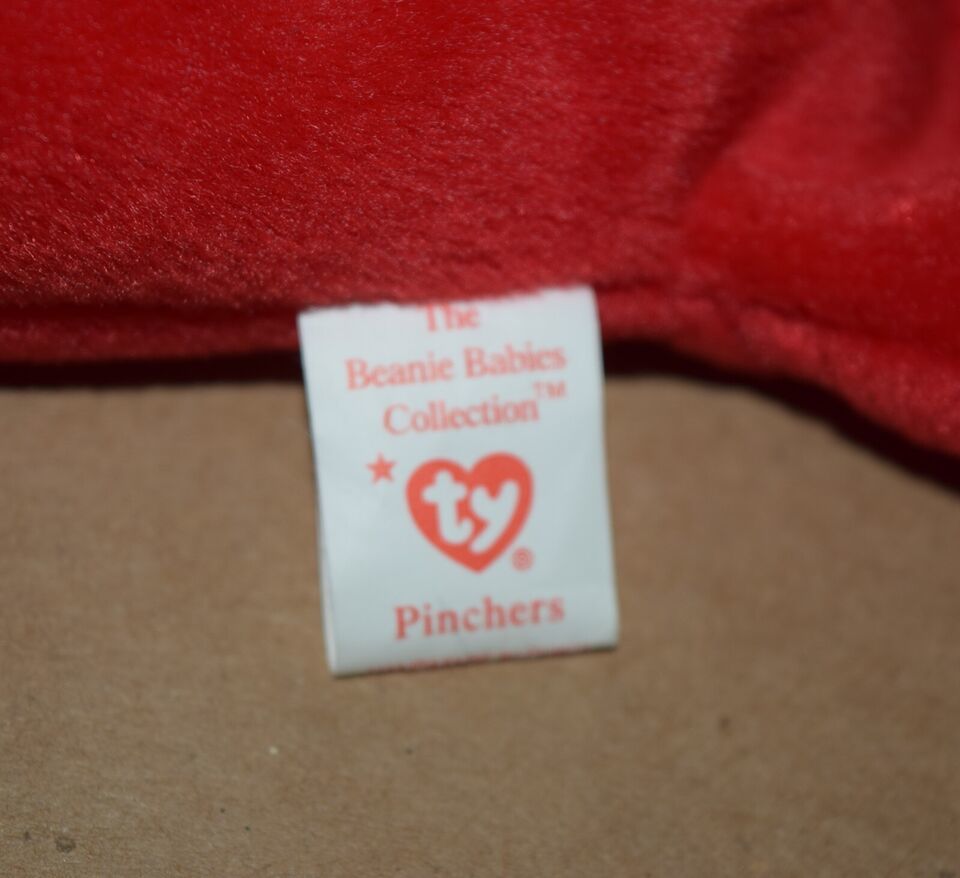 The
Beanie Babies
Collection™
★ ty®
Pinchers